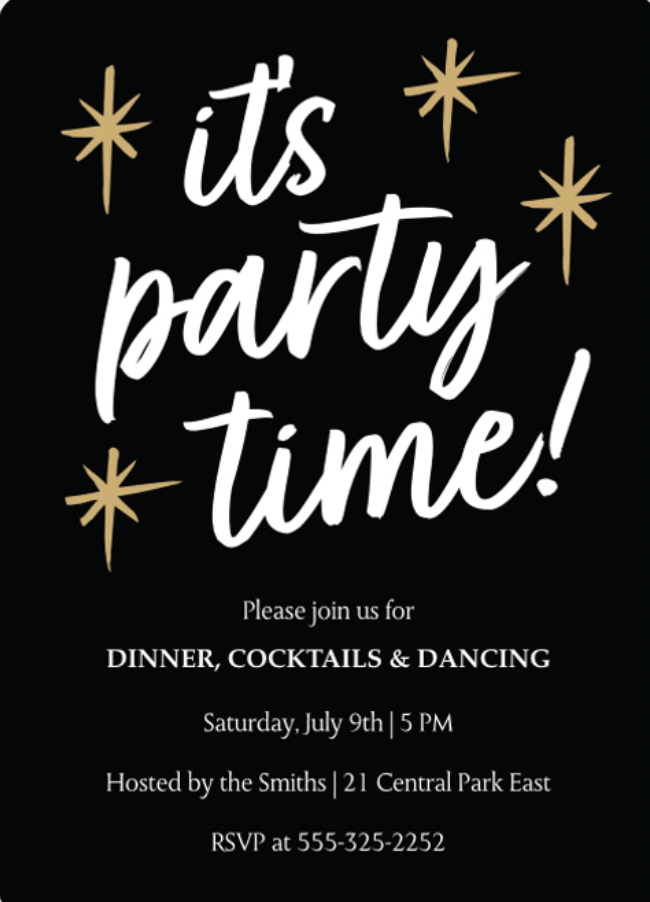 it's
party
time!
Please join us for
DINNER, COCKTAILS & DANCING
Saturday, July 9th | 5 PM
Hosted by the Smiths | 21 Central Park East
RSVP at 555-325-2252